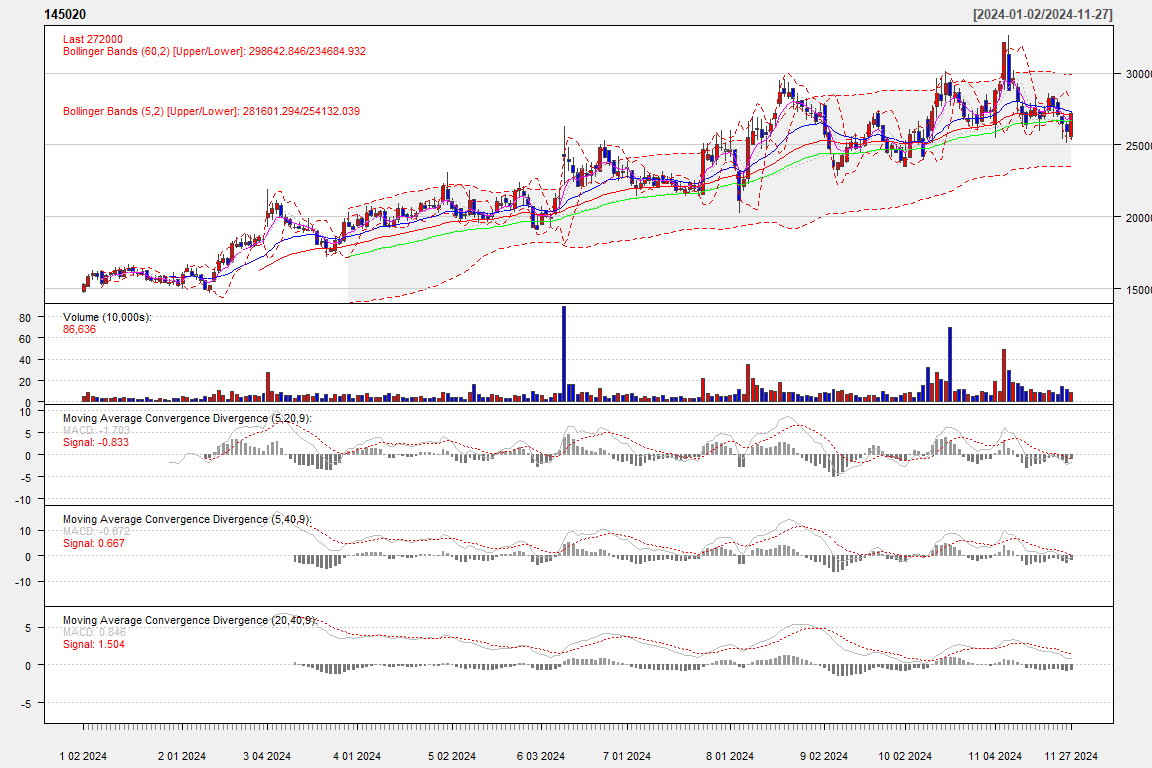 145020
[2024-01-02/2024-11-27]
Last 272000
Bollinger Bands (60,2) [Upper/Lower]: 298642.846/234684.932
Bollinger Bands (5,2) [Upper/Lower]: 281601.294/254132.039
30000
25000
20000
15000
Volume (10,000s):
86,636
80
60
40
20
0
Moving Average Convergence Divergence (5,20,9):
MACD: -1.703
Signal: -0.833
10
5
0
-5
-10
Moving Average Convergence Divergence (5,40,9):
MACD: -0.872
Signal: 0.667
10
0
-10
Moving Average Convergence Divergence (20,40,9):
MACD: 0.846
Signal: 1.504
5
0
-5
1 02 2024
2 01 2024
3 04 2024
4 01 2024
5 02 2024
6 03 2024
7 01 2024
8 01 2024
9 02 2024
10 02 2024
11 04 2024
11 27 2024